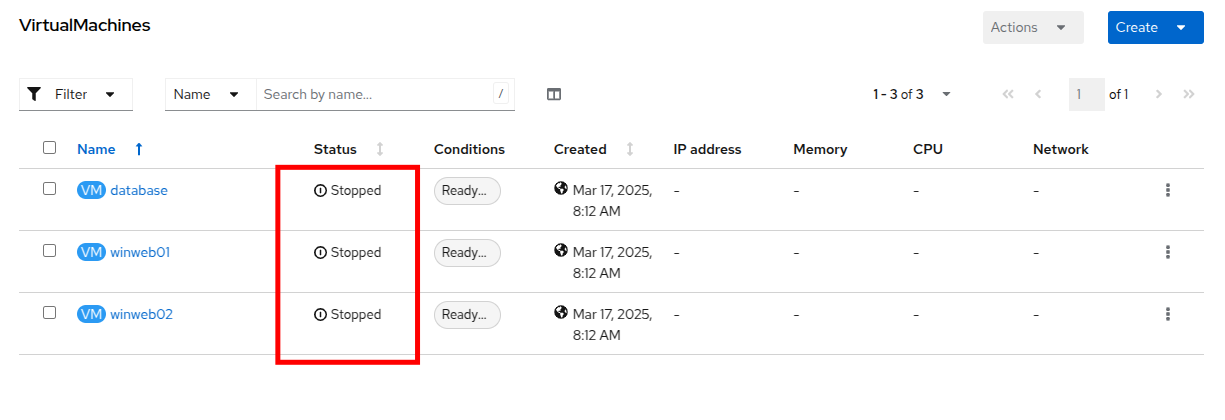 VirtualMachines
Actions Create
Filter Name Search by name... / 1 - 3 of 3 1 of 1
Name Status Conditions Created IP address Memory CPU Network
VM database Stopped Ready... Mar 17, 2025, - - - -
8:12 AM
VM winweb01 Stopped Ready... Mar 17, 2025, - - - -
8:12 AM
VM winweb02 Stopped Ready... Mar 17, 2025, - - - -
8:12 AM